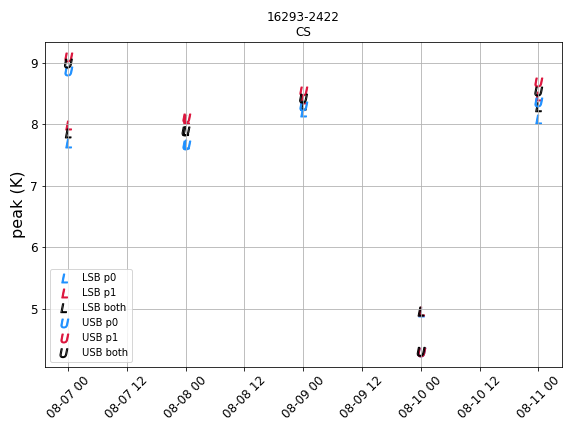 16293-2422
CS
peak (K)
9
8
7
6
5
L LSB p0
L LSB p1
L LSB both
U USB p0
U USB p1
U USB both
08-07 00
08-07 12
08-08 00
08-08 12
08-09 00
08-09 12
08-10 00
08-10 12
08-11 00